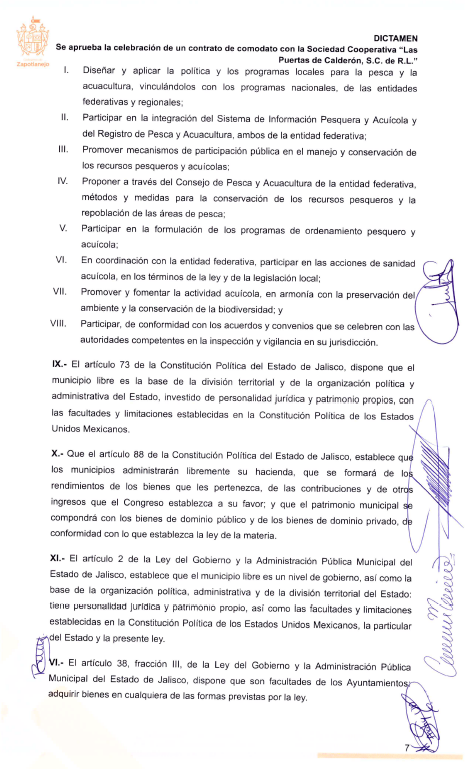 Zapotlanejo
DICTAMEN
Se aprueba la celebración de un contrato de comodato con la Sociedad Cooperativa "Las
Puertas de Calderón, S.C. de R.L."
I. Diseñar y aplicar la política y los programas locales para la pesca y la
acuacultura, vinculándolos con los programas nacionales, de las entidades
federativas y regionales;
II. Participar en la integración del Sistema de Información Pesquera y Acuícola y
del Registro de Pesca y Acuacultura, ambos de la entidad federativa;
III. Promover mecanismos de participación pública en el manejo y conservación de
los recursos pesqueros y acuícolas;
IV. Proponer a través del Consejo de Pesca y Acuacultura de la entidad federativa,
métodos y medidas para la conservación de los recursos pesqueros y la
repoblación de las áreas de pesca;
V. Participar en la formulación de los programas de ordenamiento pesquero y
acuícola;
VI. En coordinación con la entidad federativa, participar en las acciones de sanidad
acuícola, en los términos de la ley y de la legislación local;
VII. Promover y fomentar la actividad acuícola, en armonía con la preservación del
ambiente y la conservación de la biodiversidad; y
VIII. Participar, de conformidad con los acuerdos y convenios que se celebren con las
autoridades competentes en la inspección y vigilancia en su jurisdicción.
IX.- El artículo 73 de la Constitución Política del Estado de Jalisco, dispone que el
municipio libre es la base de la división territorial y de la organización política y
administrativa del Estado, investido de personalidad jurídica y patrimonio propios, con
las facultades y limitaciones establecidas en la Constitución Política de los Estados
Unidos Mexicanos.
X.- Que el artículo 88 de la Constitución Política del Estado de Jalisco, establece que
los municipios administrarán libremente su hacienda, que se formará de los
rendimientos de los bienes que les pertenezca, de las contribuciones y de otros
ingresos que el Congreso establezca a su favor; y que el patrimonio municipal se
compondrá con los bienes de dominio público y de los bienes de dominio privado, de
conformidad con lo que establezca la ley de la materia.
XI.- El artículo 2 de la Ley del Gobierno y la Administración Pública Municipal del
Estado de Jalisco, establece que el municipio libre es un nivel de gobierno, así como la
base de la organización política, administrativa y de la división territorial del Estado:
tiene personalidad jurídica y patrimonio propio, así como las facultades y limitaciones
establecidas en la Constitución Política de los Estados Unidos Mexicanos, la particular
del Estado y la presente ley.
VI.- El artículo 38, fracción III, de la Ley del Gobierno y la Administración Pública
Municipal del Estado de Jalisco, dispone que son facultades de los Ayuntamientos;
adquirir bienes en cualquiera de las formas previstas por la ley.
7